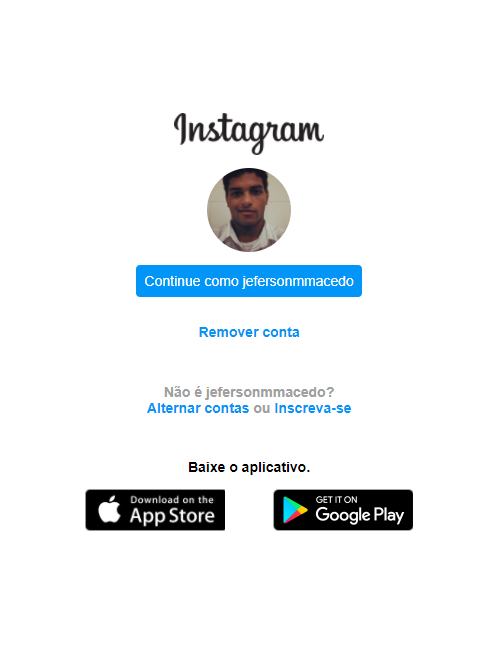 Instagram
Continue como jefersonmmacedo
Remover conta
Não é jefersonmmacedo?
Alternar contas ou Inscreva-se
Baixe o aplicativo.
Download on the
App Store
GET IT ON
Google Play